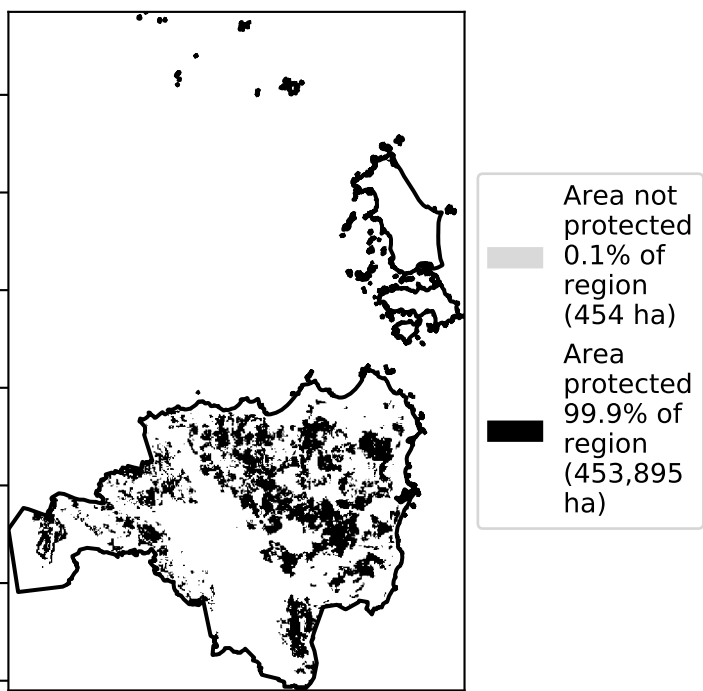 Area not
protected
0.1% of
region
(454 ha)
Area
protected
99.9% of
region
(453,895
ha)